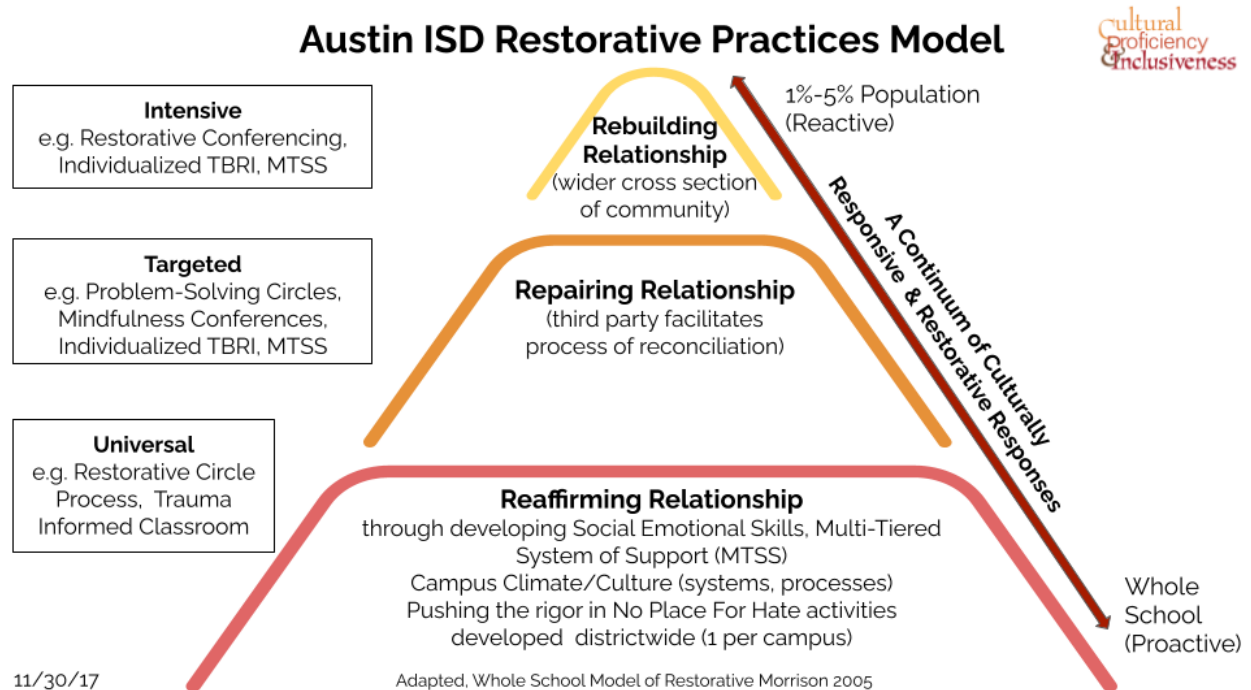 Austin ISD Restorative Practices Model
Cultural
Proficiency
&Inclusiveness
Intensive
e.g. Restorative Conferencing,
Individualized TBRI, MTSS
Rebuilding
Relationship
(wider cross section
of community)
1%-5% Population
(Reactive)
Targeted
e.g. Problem-Solving Circles,
Mindfulness Conferences,
Individualized TBRI, MTSS
Repairing Relationship
(third party facilitates
process of reconciliation)
A Continuum of Culturally
Responsive & Restorative Responses
Universal
e.g. Restorative Circle
Process, Trauma
Informed Classroom
Reaffirming Relationship
through developing Social Emotional Skills, Multi-Tiered
System of Support (MTSS)
Campus Climate/Culture (systems, processes)
Pushing the rigor in No Place For Hate activities
developed districtwide (1 per campus)
Whole
School
(Proactive)
11/30/17
Adapted, Whole School Model of Restorative Morrison 2005